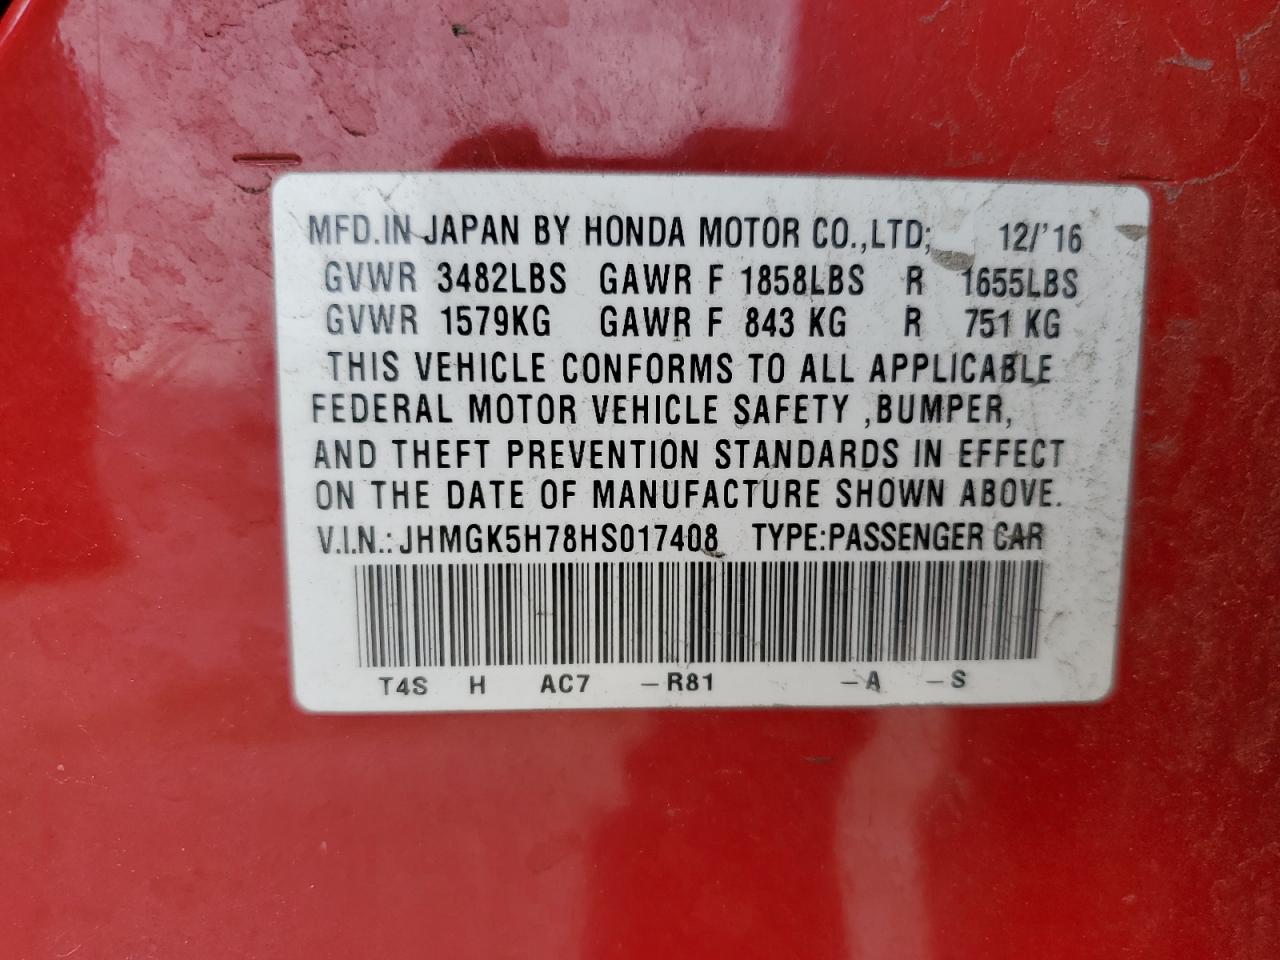 MFD.IN JAPAN BY HONDA MOTOR CO.,LTD; 12/'16
GVWR 3482LBS GAWR F 1858LBS R 1655LBS
GVWR 1579KG GAWR F 843 KG R 751 KG
THIS VEHICLE CONFORMS TO ALL APPLICABLE
FEDERAL MOTOR VEHICLE SAFETY ,BUMPER,
AND THEFT PREVENTION STANDARDS IN EFFECT
ON THE DATE OF MANUFACTURE SHOWN ABOVE.
V.I.N.: JHMGK5H78HS017408 TYPE:PASSENGER CAR
T4S H AC7 -R81 -A -S